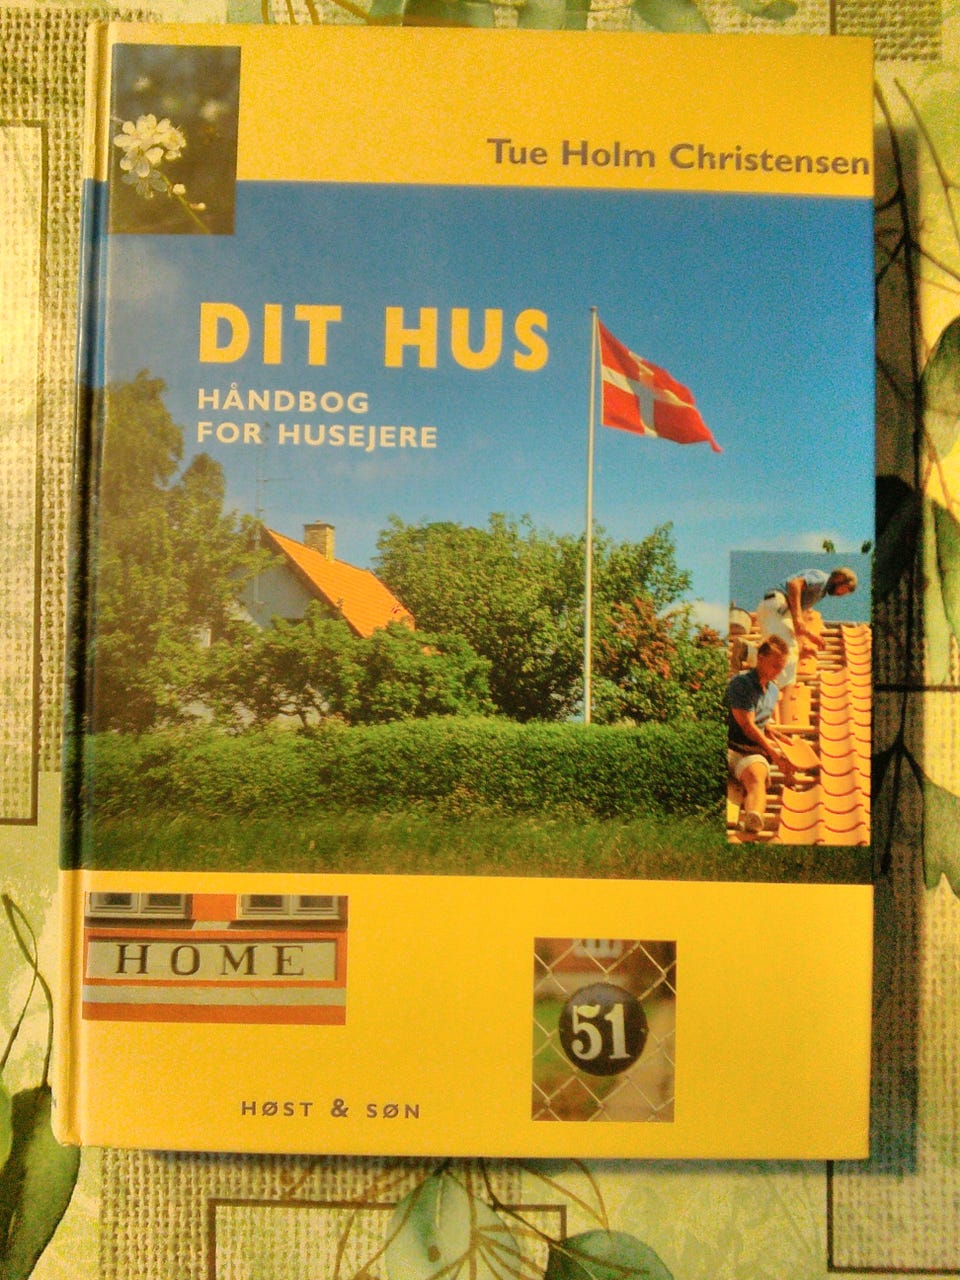 Tue Holm Christensen
DIT HUS
HÅNDBOG
FOR HUSEJERE
HOME
51
HØST & SØN